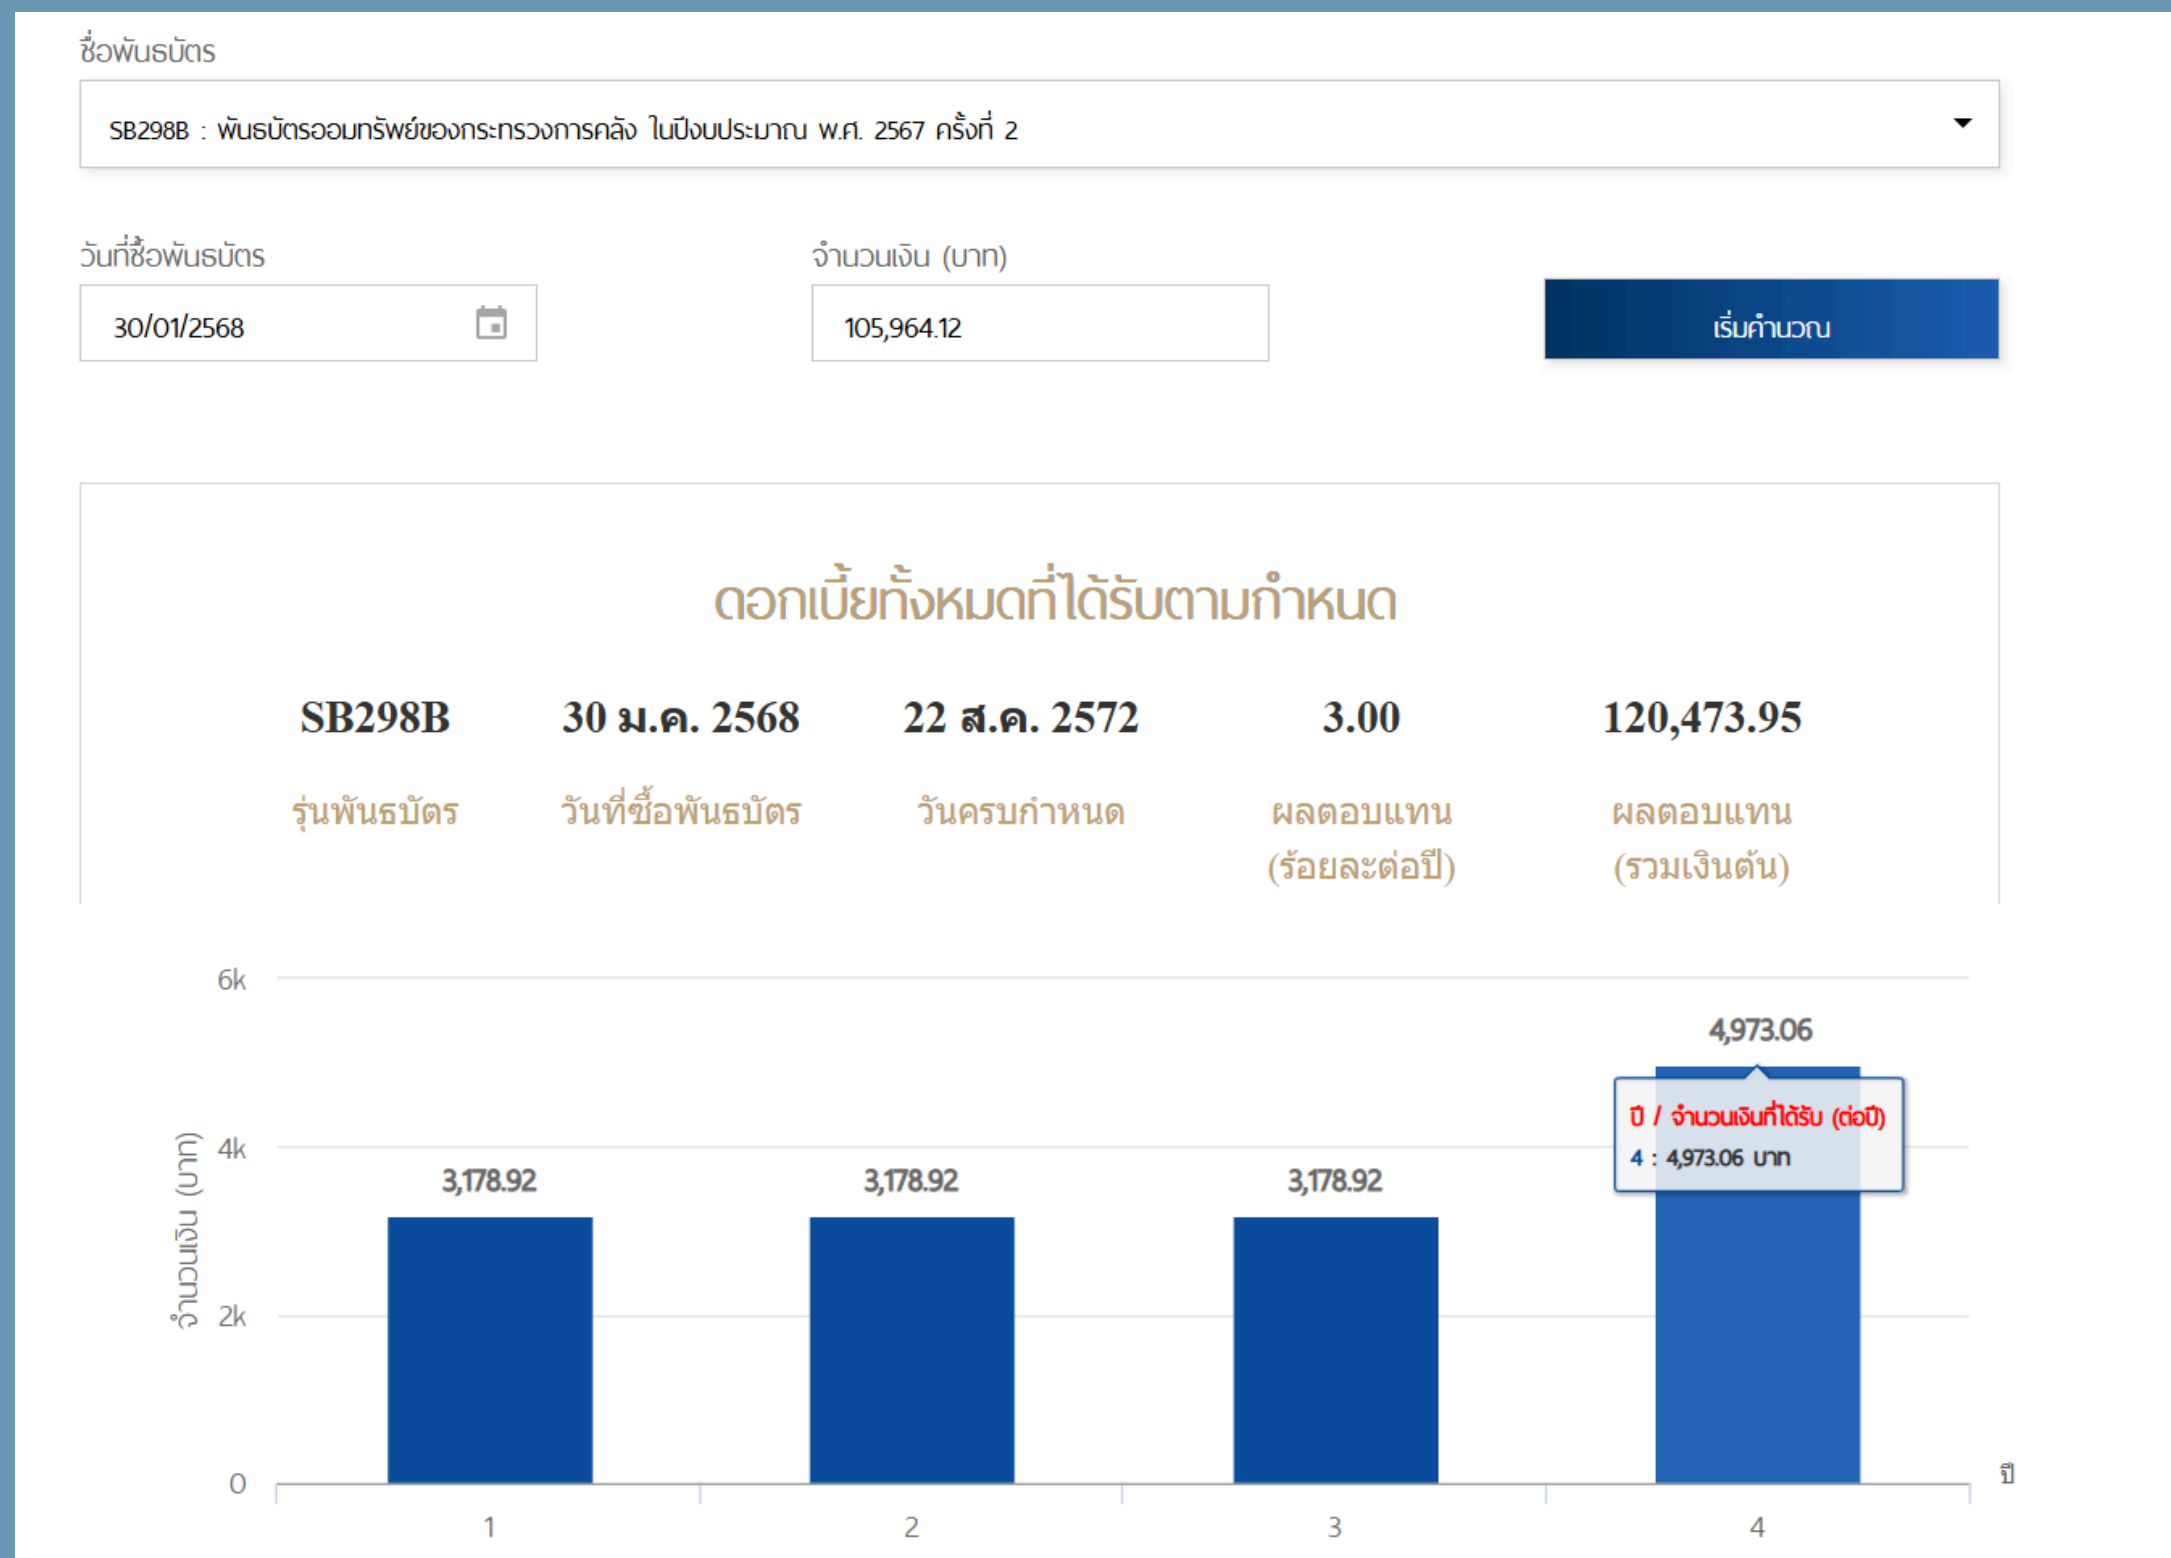 ชื่อพันธบัตร
SB298B : พันธบัตรออมทรัพย์ของกระทรวงการคลัง ในปีงบประมาณ พ.ศ. 2567 ครั้งที่ 2
วันที่ซื้อพันธบัตร
จำนวนเงิน (บาท)
30/01/2568
105,964.12
เริ่มคำนวณ
ดอกเบี้ยทั้งหมดที่ได้รับตามกำหนด
SB298B 30 ม.ค. 2568 22 ส.ค. 2572 3.00 120,473.95
รุ่นพันธบัตร วันที่ซื้อพันธบัตร วันครบกำหนด ผลตอบแทน ผลตอบแทน
(ร้อยละต่อปี) (รวมเงินต้น)
6k
4,973.06
ปี / จำนวนเงินที่ได้รับ (ต่อปี)
4 : 4,973.06 บาท
4k
3,178.92 3,178.92 3,178.92
จำนวนเงิน (บาท)
2k
0
ปี
1 2 3 4